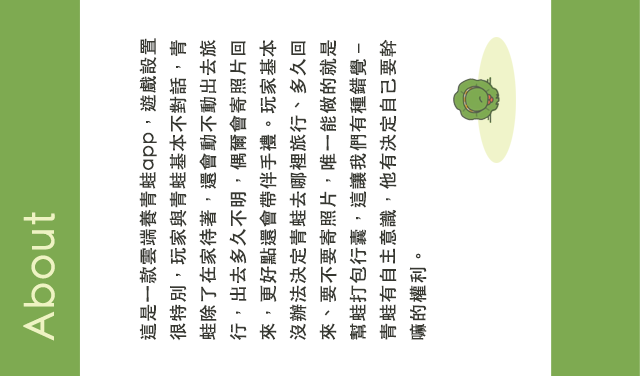 About
這是一款雲端養青蛙app，遊戲設置
很特別，玩家與青蛙基本不對話，青
蛙除了在家待著，還會動不動出去旅
行，出去多久不明，偶爾會寄照片回
來，更好點還會帶伴手禮。玩家基本
沒辦法決定青蛙去哪裡旅行、多久回
來、要不要寄照片，唯一能做的就是
幫蛙打包行囊，這讓我們有種錯覺－
青蛙有自主意識，他有決定自己要幹
嘛的權利。